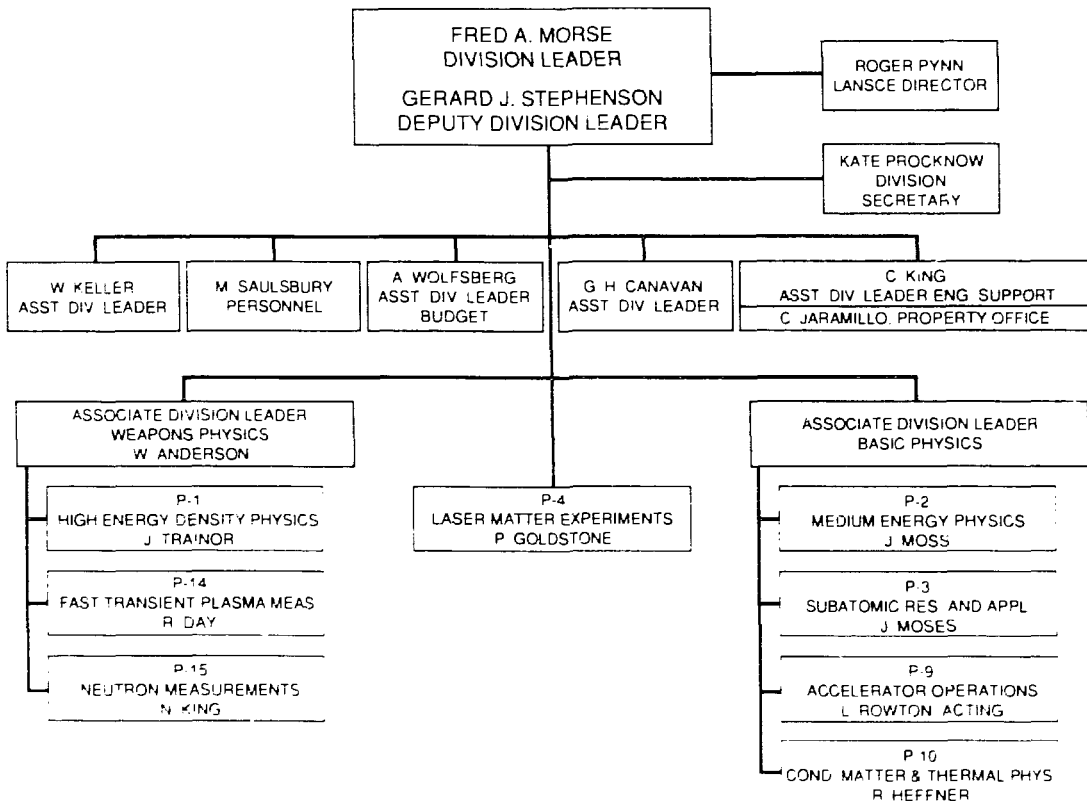 FRED A. MORSE
DIVISION LEADER
GERARD J. STEPHENSON
DEPUTY DIVISION LEADER
ROGER PYNN
LANSCE DIRECTOR
KATE PROCKNOW
DIVISION
SECRETARY
W KELLER
ASST DIV LEADER
M SAULSBURY
PERSONNEL
A WOLFSBERG
ASST DIV LEADER
BUDGET
G H CANAVAN
ASST DIV LEADER
C KING
ASST DIV LEADER ENG SUPPORT
C JARAMILLO. PROPERTY OFFICE
ASSOCIATE DIVISION LEADER
WEAPONS PHYSICS
W ANDERSON
P-1
HIGH ENERGY DENSITY PHYSICS
J TRAINOR
P-14
FAST TRANSIENT PLASMA MEAS
R DAY
P-15
NEUTRON MEASUREMENTS
N KING
P-4
LASER MATTER EXPERIMENTS
P GOLDSTONE
ASSOCIATE DIVISION LEADER
BASIC PHYSICS
P-2
MEDIUM ENERGY PHYSICS
J MOSS
P-3
SUBATOMIC RES AND APPL
J MOSES
P-9
ACCELERATOR OPERATIONS
L ROWTON ACTING
P-10
COND MATTER & THERMAL PHYS
R HEFFNER